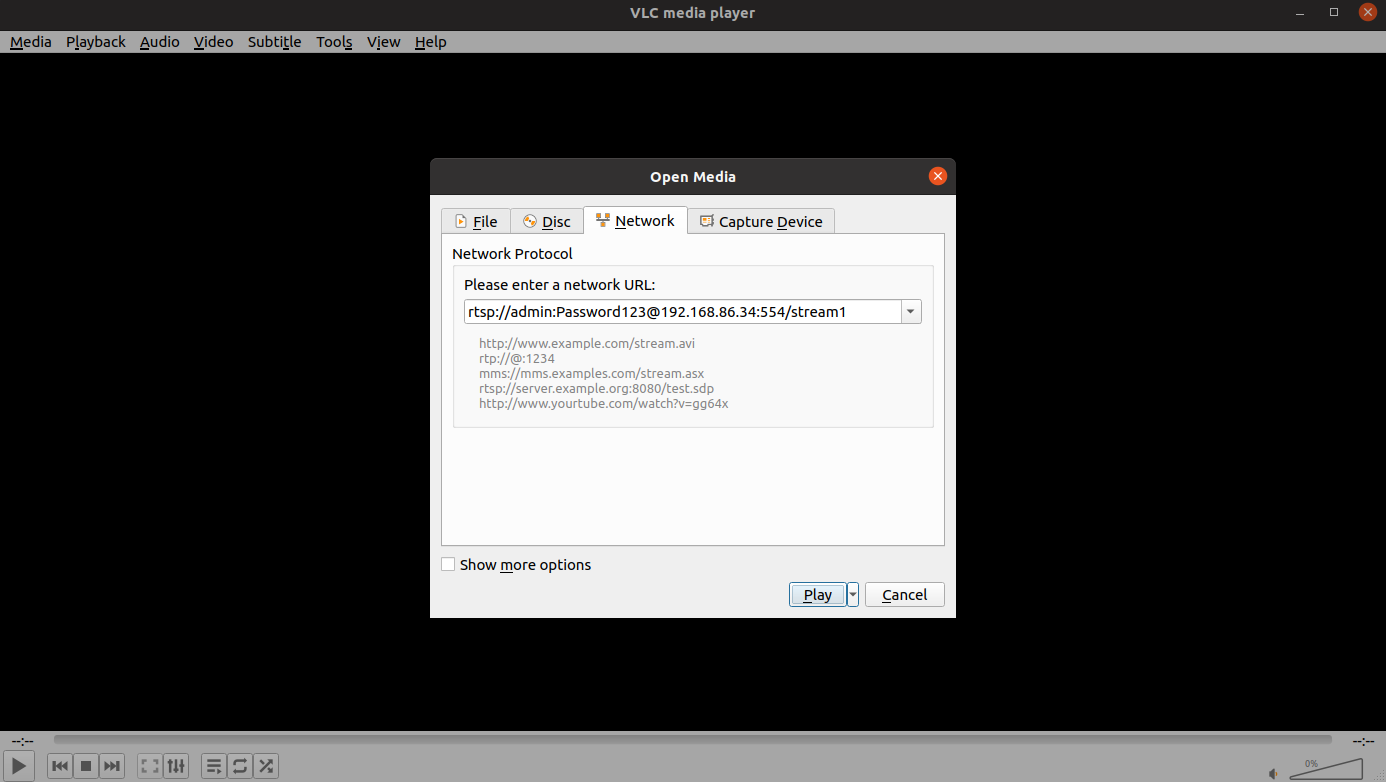 VLC media player
Media Playback Audio Video Subtitle Tools View Help
Open Media
File Disc Network Capture Device
Network Protocol
Please enter a network URL:
rtsp://admin:Password123@192.168.86.34:554/stream1
http://www.example.com/stream.avi
rtp://@:1234
mms://mms.examples.com/stream.asx
rtsp://server.example.org:8080/test.sdp
http://www.yourtube.com/watch?v=gg64x
Show more options
Play Cancel
--:-- --:--
0%